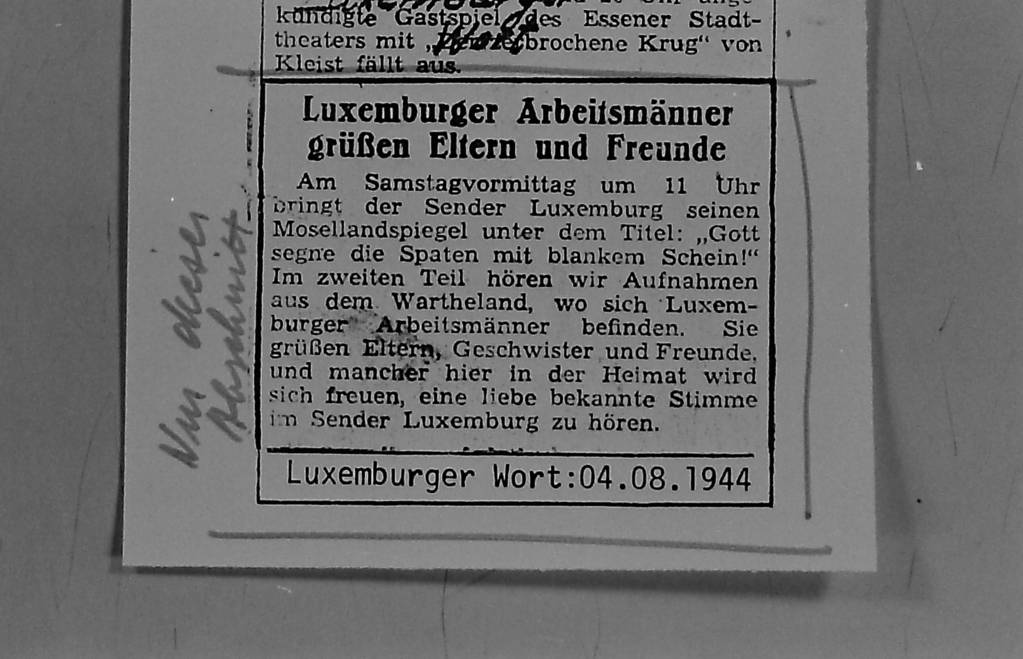 kündigte Gastspiel des Essener Stadt-
theaters mit „ brochene Krug“ von
Kleist fällt aus.
Wort
Luxemburger Arbeitsmänner
grüßen Eltern und Freunde
Am Samstagvormittag um 11 Uhr
bringt der Sender Luxemburg seinen
Mosellandspiegel unter dem Titel: „Gott
segne die Spaten mit blankem Schein!“
Im zweiten Teil hören wir Aufnahmen
aus dem Wartheland, wo sich Luxem-
burger Arbeitsmänner befinden. Sie
grüßen Eltern, Geschwister und Freunde,
und mancher hier in der Heimat wird
sich freuen, eine liebe bekannte Stimme
im Sender Luxemburg zu hören.
Luxemburger Wort:04.08.1944
Nur dieser
Abschnitt